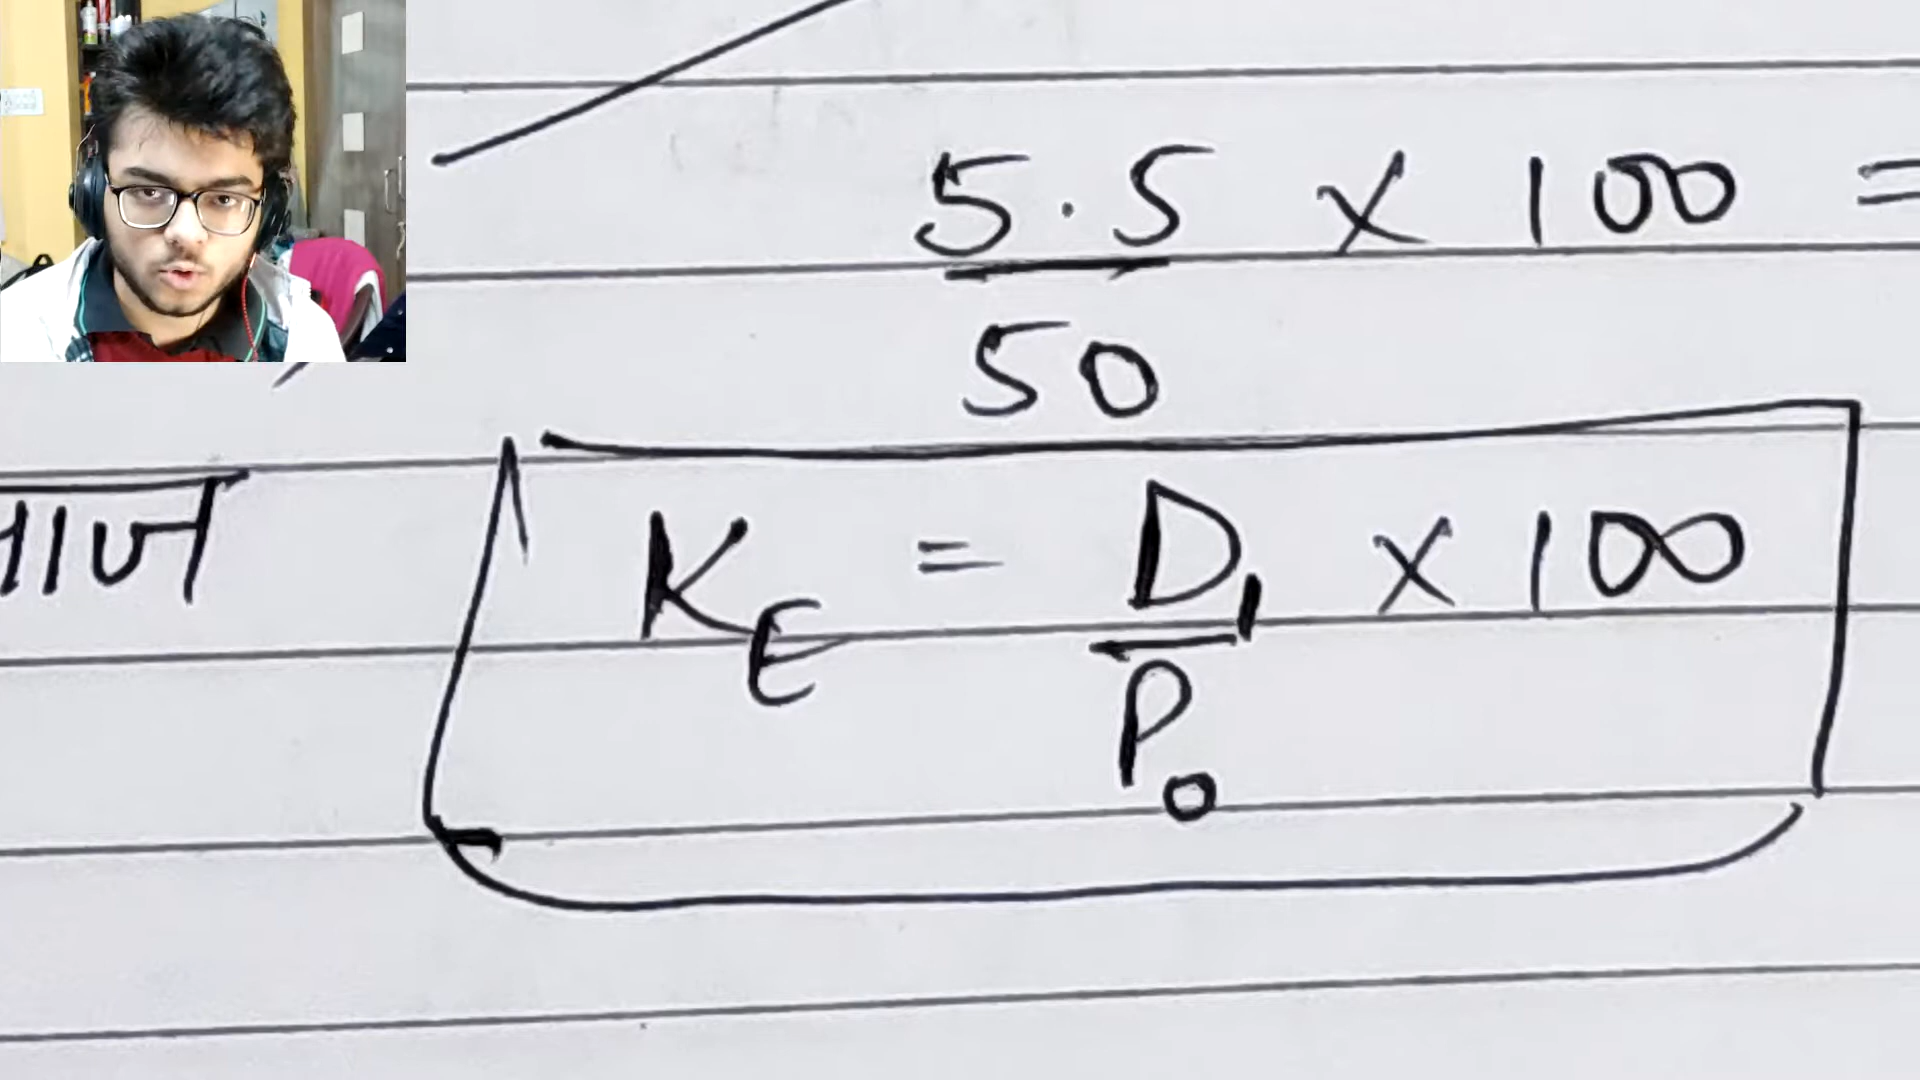 5.5 × 100 =
50
K_E = D_1 × 100
P_0